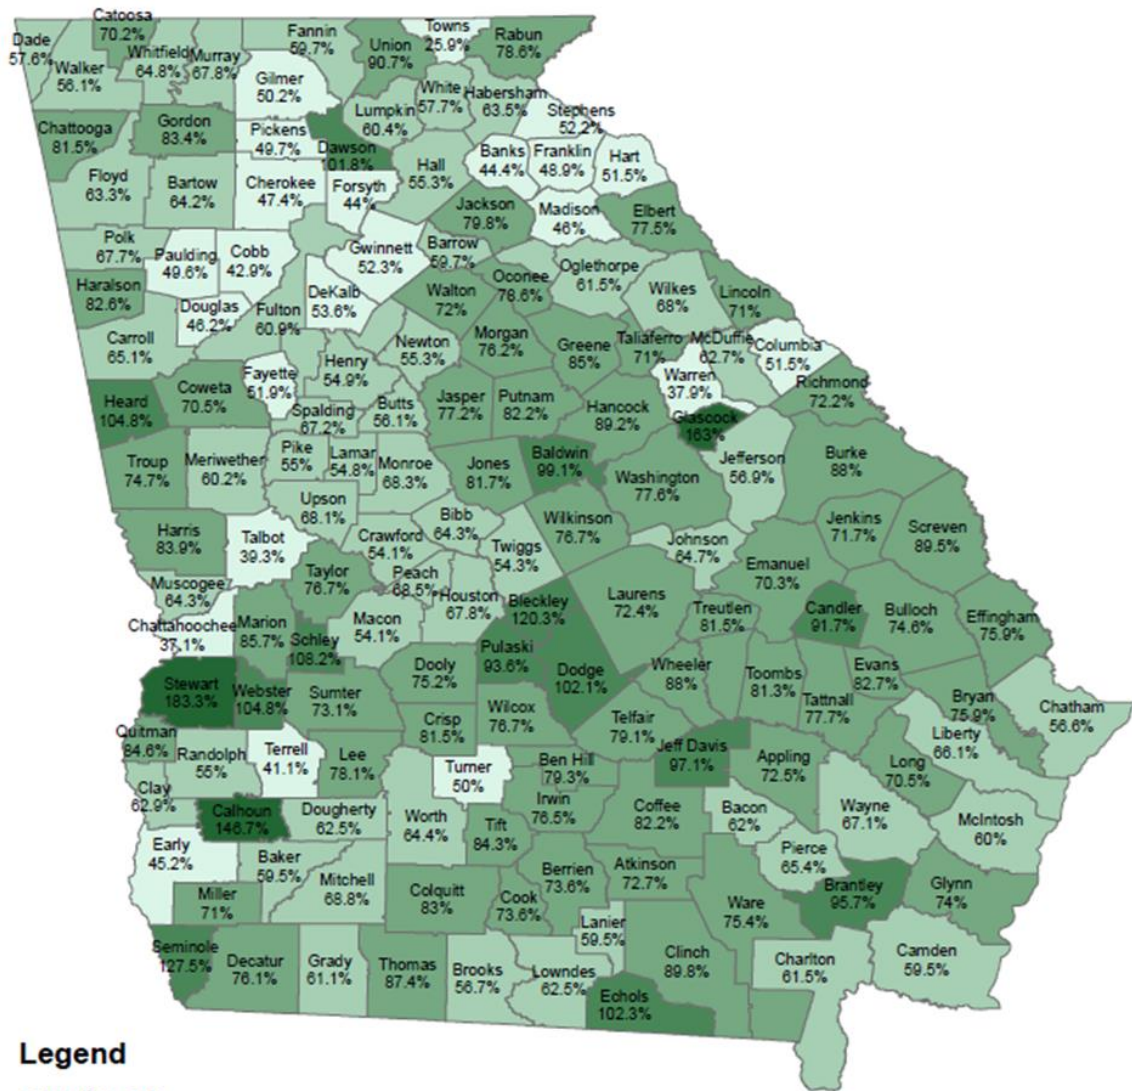 Catoosa
70.2%
Dade
57.6%
Walker
56.1%
Whitfield
64.8%
Murray
67.8%
Fannin
59.7%
Gilmer
50.2%
Union
90.7%
Towns
25.9%
Rabun
78.6%
White
57.7%
Habersham
63.5%
Lumpkin
60.4%
Stephens
52.2%
Chattooga
81.5%
Gordon
83.4%
Pickens
49.7%
Dawson
101.8%
Hall
55.3%
Banks
44.4%
Franklin
48.9%
Hart
51.5%
Floyd
63.3%
Bartow
64.2%
Cherokee
47.4%
Forsyth
44%
Jackson
79.8%
Madison
46%
Elbert
77.5%
Polk
67.7%
Paulding
49.6%
Cobb
42.9%
Gwinnett
52.3%
Barrow
59.7%
Oconee
78.6%
Oglethorpe
61.5%
Wilkes
68%
Lincoln
71%
Haralson
82.6%
Douglas
46.2%
Fulton
60.9%
DeKalb
53.6%
Walton
72%
Carroll
65.1%
Newton
55.3%
Morgan
76.2%
Greene
85%
Taliaferro
71%
McDuffie
62.7%
Columbia
51.5%
Heard
104.8%
Coweta
70.5%
Fayette
51.9%
Henry
54.9%
Spalding
67.2%
Butts
56.1%
Jasper
77.2%
Putnam
82.2%
Hancock
89.2%
Warren
37.9%
Glascock
163%
Richmond
72.2%
Troup
74.7%
Meriwether
60.2%
Pike
55%
Lamar
54.8%
Monroe
68.3%
Jones
81.7%
Baldwin
99.1%
Washington
77.6%
Jefferson
56.9%
Burke
88%
Upson
68.1%
Harris
83.9%
Talbot
39.3%
Crawford
54.1%
Bibb
64.3%
Twiggs
54.3%
Wilkinson
76.7%
Johnson
64.7%
Jenkins
71.7%
Screven
89.5%
Emanuel
70.3%
Muscogee
64.3%
Taylor
76.7%
Peach
68.5%
Houston
67.8%
Bleckley
120.3%
Laurens
72.4%
Treutlen
81.5%
Candler
91.7%
Bulloch
74.6%
Effingham
75.9%
Chattahoochee
37.1%
Marion
85.7%
Schley
108.2%
Macon
54.1%
Pulaski
93.6%
Dodge
102.1%
Wheeler
88%
Toombs
81.3%
Evans
82.7%
Tattnall
77.7%
Bryan
75.9%
Chatham
56.6%
Stewart
183.3%
Webster
104.8%
Sumter
73.1%
Dooly
75.2%
Crisp
81.5%
Wilcox
76.7%
Telfair
79.1%
Liberty
66.1%
Quitman
84.6%
Randolph
55%
Terrell
41.1%
Lee
78.1%
Turner
50%
Ben Hill
79.3%
Jeff Davis
97.1%
Appling
72.5%
Long
70.5%
Clay
62.9%
Calhoun
146.7%
Dougherty
62.5%
Worth
64.4%
Irwin
76.5%
Tift
84.3%
Coffee
82.2%
Bacon
62%
Wayne
67.1%
McIntosh
60%
Early
45.2%
Baker
59.5%
Mitchell
68.8%
Colquitt
83%
Cook
73.6%
Berrien
73.6%
Atkinson
72.7%
Pierce
65.4%
Ware
75.4%
Brantley
95.7%
Glynn
74%
Miller
71%
Lanier
59.5%
Clinch
89.8%
Charlton
61.5%
Camden
59.5%
Seminole
127.5%
Decatur
76.1%
Grady
61.1%
Thomas
87.4%
Brooks
56.7%
Lowndes
62.5%
Echols
102.3%
Legend